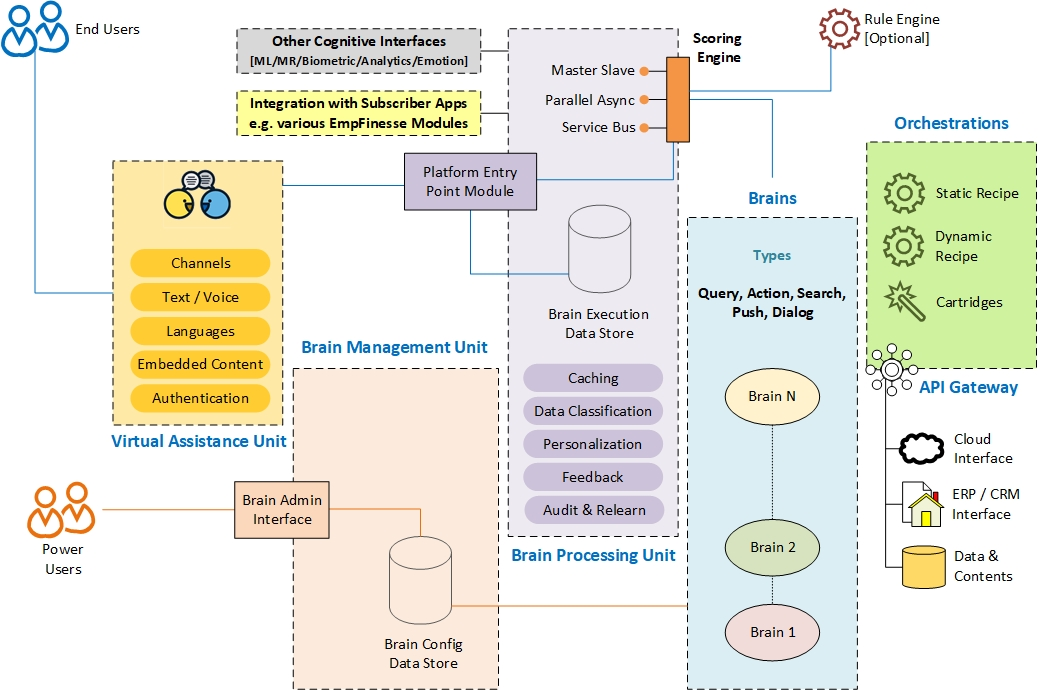 End Users
Other Cognitive Interfaces
[ML/MR/Biometric/Analytics/Emotion]
Integration with Subscriber Apps
e.g. various EmpFinesse Modules
Scoring
Engine
Master Slave
Parallel Async
Service Bus
Rule Engine
[Optional]
Platform Entry
Point Module
Channels
Text / Voice
Languages
Embedded Content
Authentication
Virtual Assistance Unit
Brain Execution
Data Store
Caching
Data Classification
Personalization
Feedback
Audit & Relearn
Brain Processing Unit
Brain Management Unit
Power
Users
Brain Admin
Interface
Brain Config
Data Store
Brains
Types
Query, Action, Search,
Push, Dialog
Brain N
Brain 2
Brain 1
Orchestrations
Static Recipe
Dynamic
Recipe
Cartridges
API Gateway
Cloud
Interface
ERP / CRM
Interface
Data &
Contents